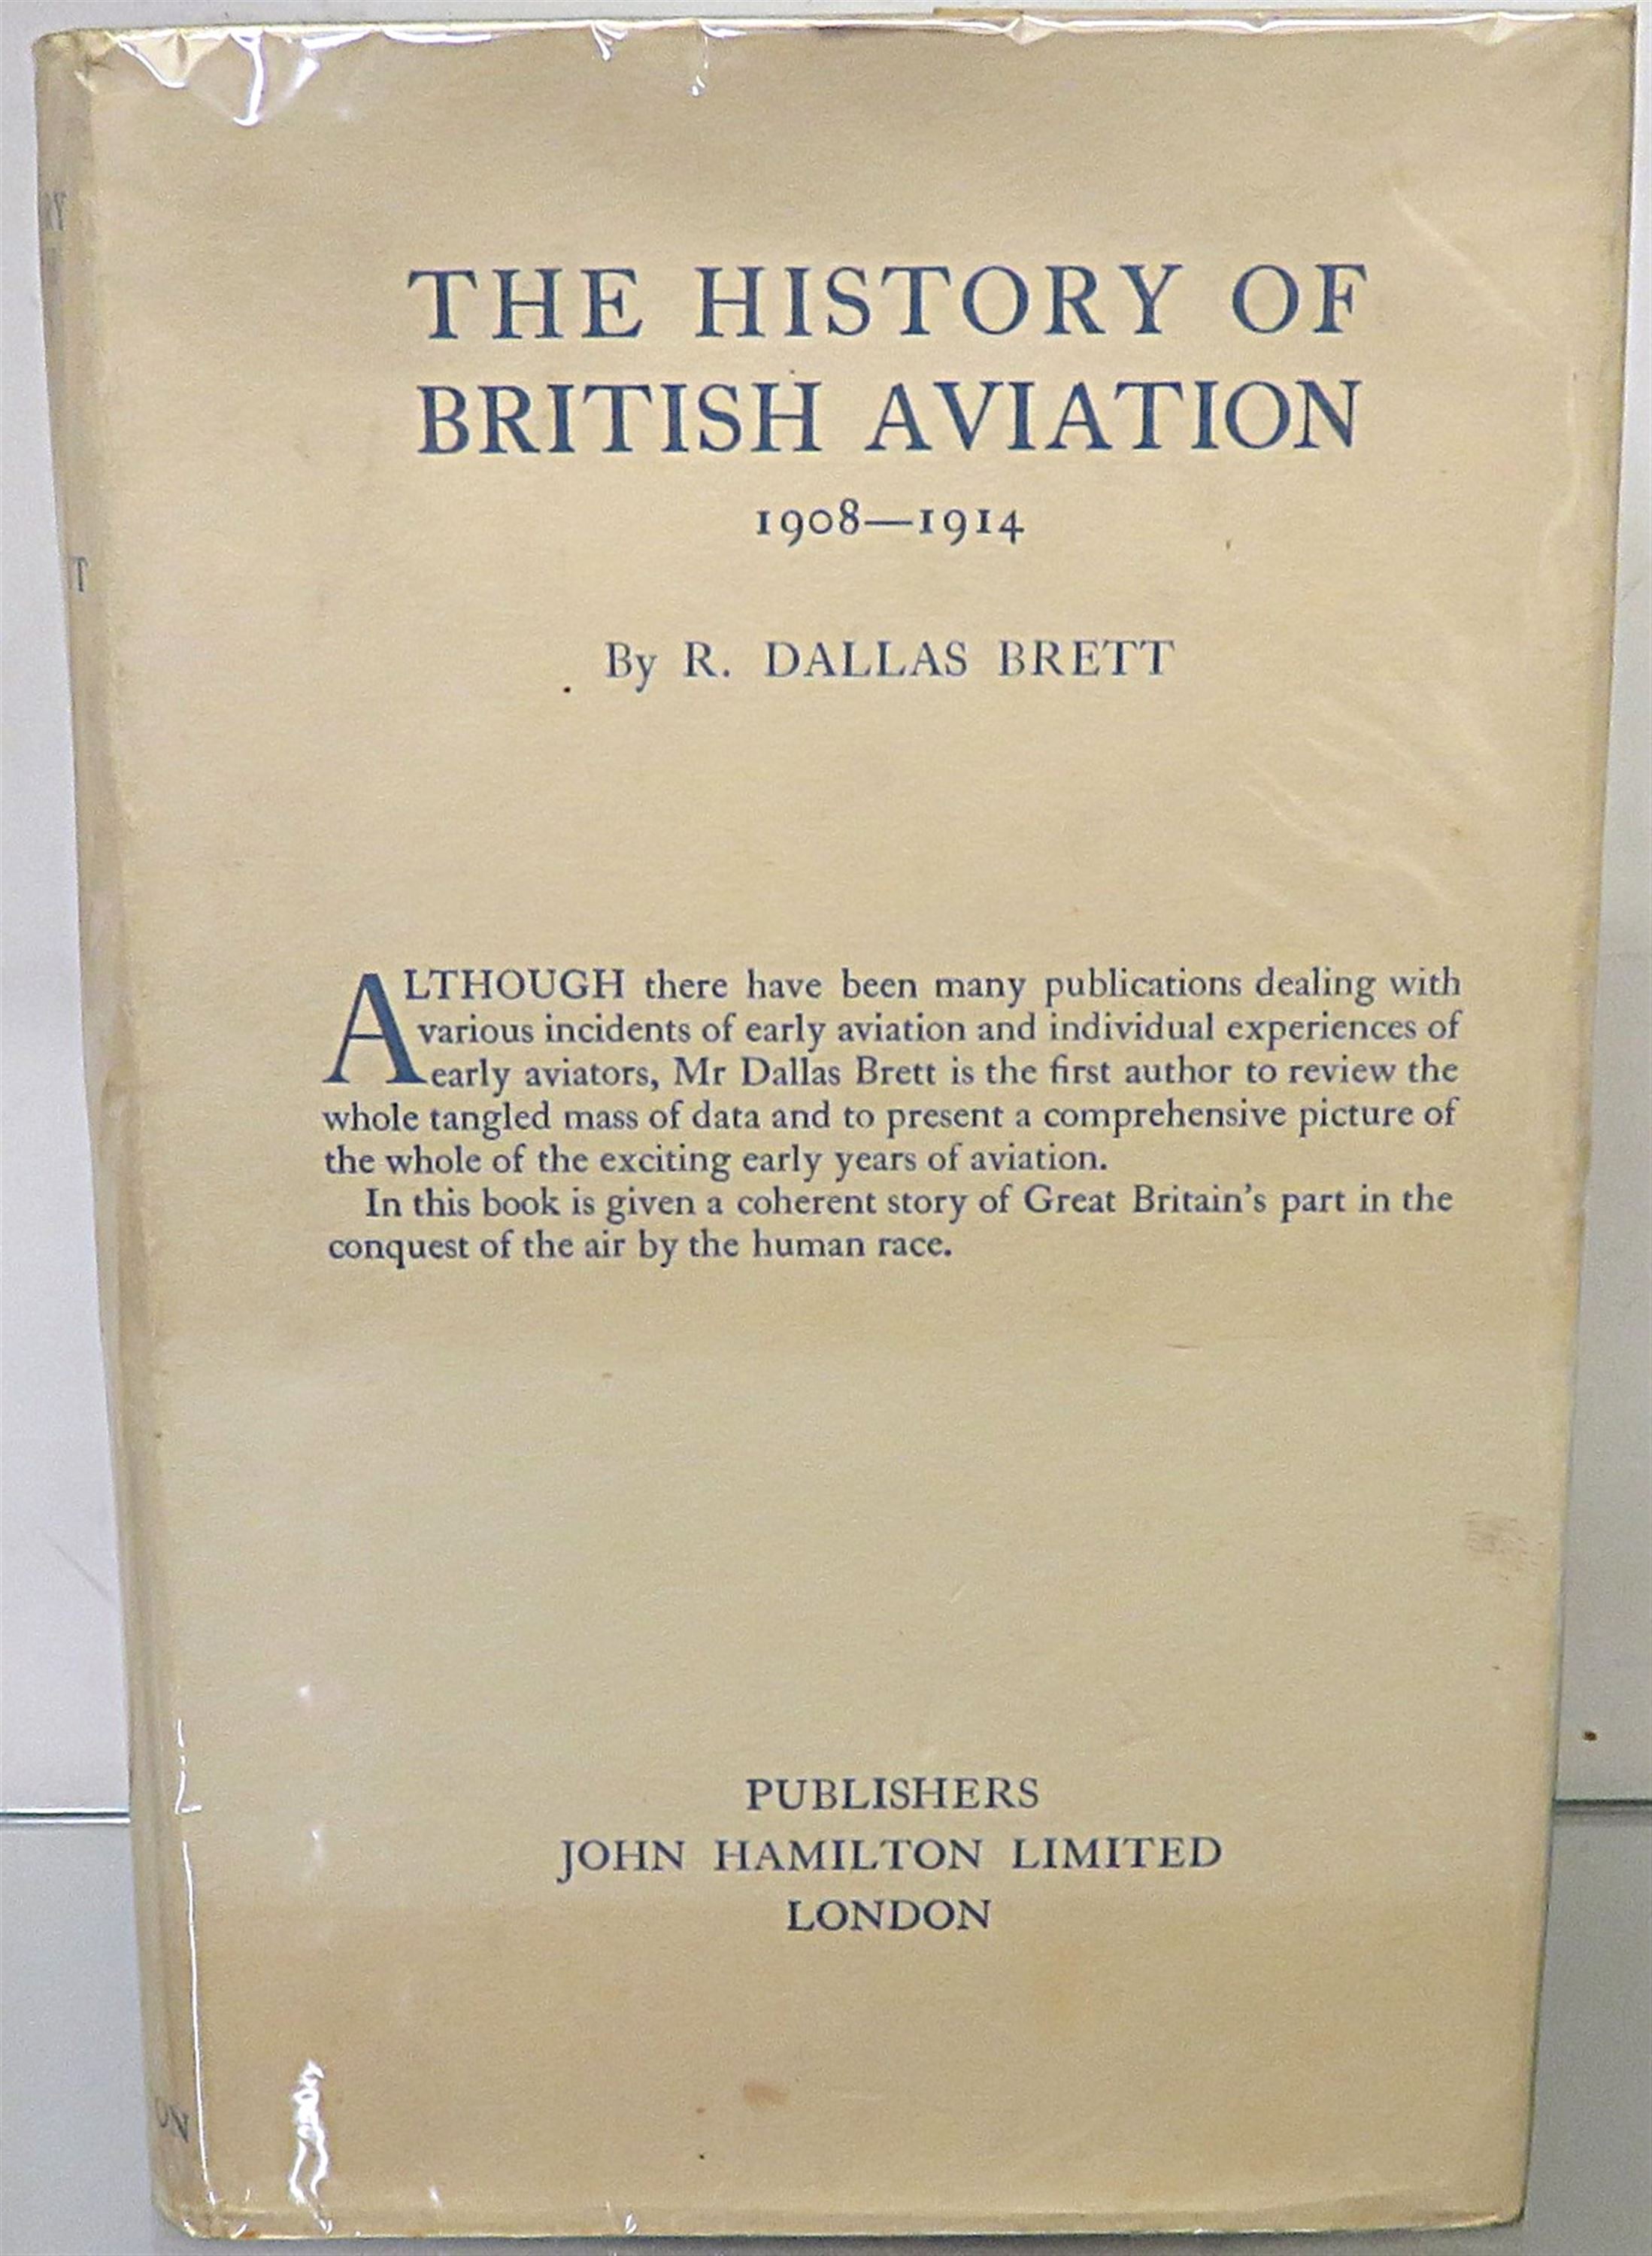 THE HISTORY OF
BRITISH AVIATION
1908—1914
By R. DALLAS BRETT
ALTHOUGH there have been many publications dealing with
various incidents of early aviation and individual experiences of
early aviators, Mr Dallas Brett is the first author to review the
whole tangled mass of data and to present a comprehensive picture of
the whole of the exciting early years of aviation.
In this book is given a coherent story of Great Britain's part in the
conquest of the air by the human race.
PUBLISHERS
JOHN HAMILTON LIMITED
LONDON